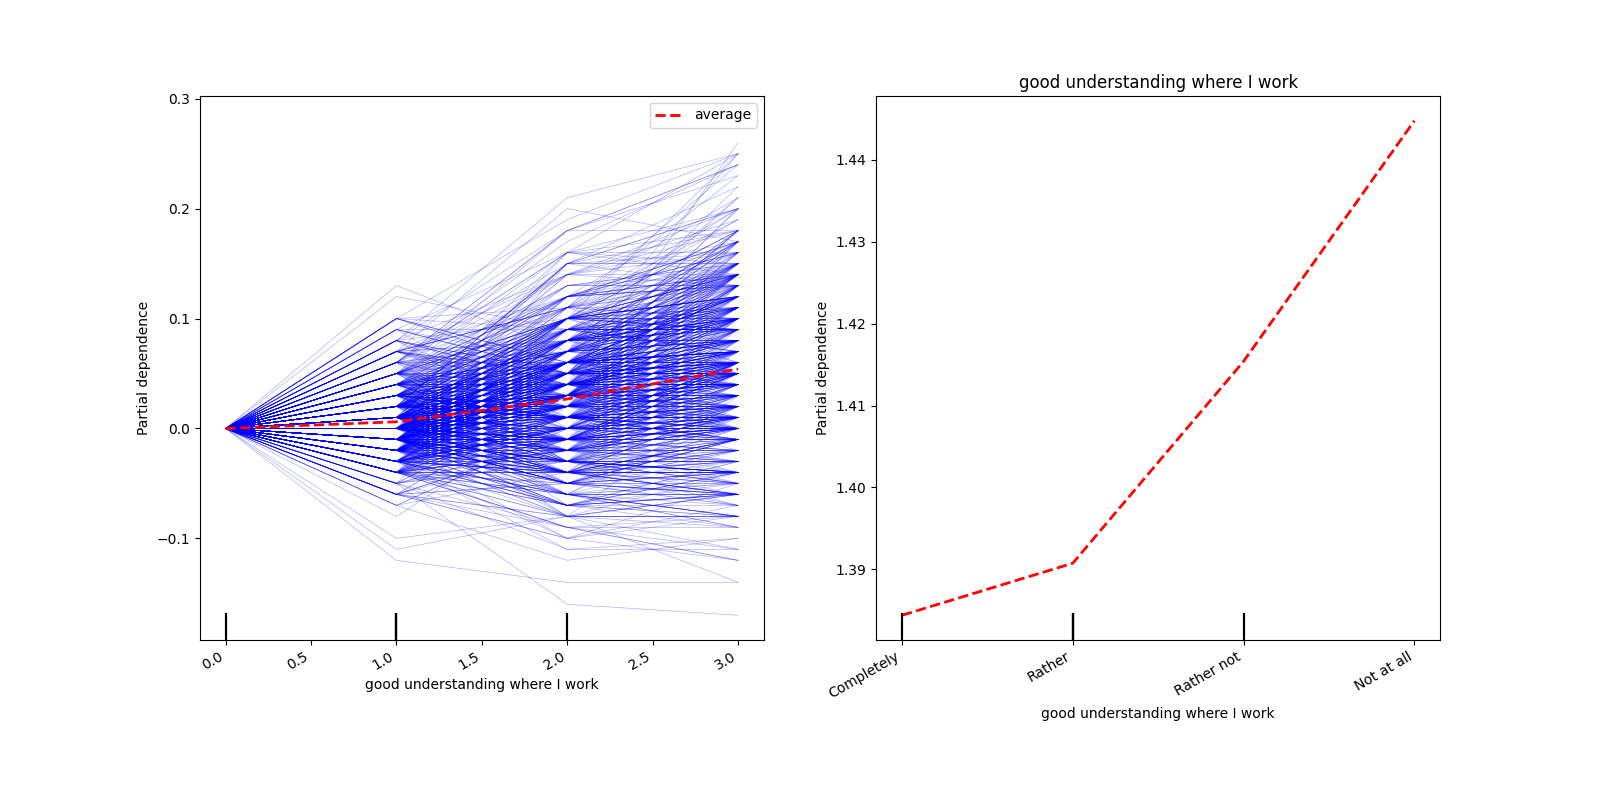 0.3
0.2
0.1
0.0
−0.1
Partial dependence
average
0.0
0.5
1.0
1.5
2.0
2.5
3.0
good understanding where I work
good understanding where I work
1.44
1.43
1.42
1.41
1.40
1.39
Partial dependence
Completely
Rather
Rather not
Not at all
good understanding where I work